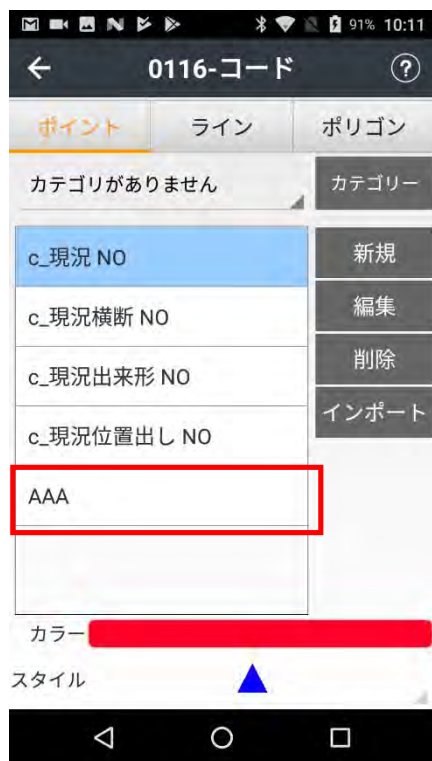 91% 10:11
0116-コード ?
ポイント ライン ポリゴン
カテゴリがありません カテゴリー
c_現況 NO
c_現況横断 NO
c_現況出来形 NO
c_現況位置出し NO
AAA
新規
編集
削除
インポート
カラー
スタイル